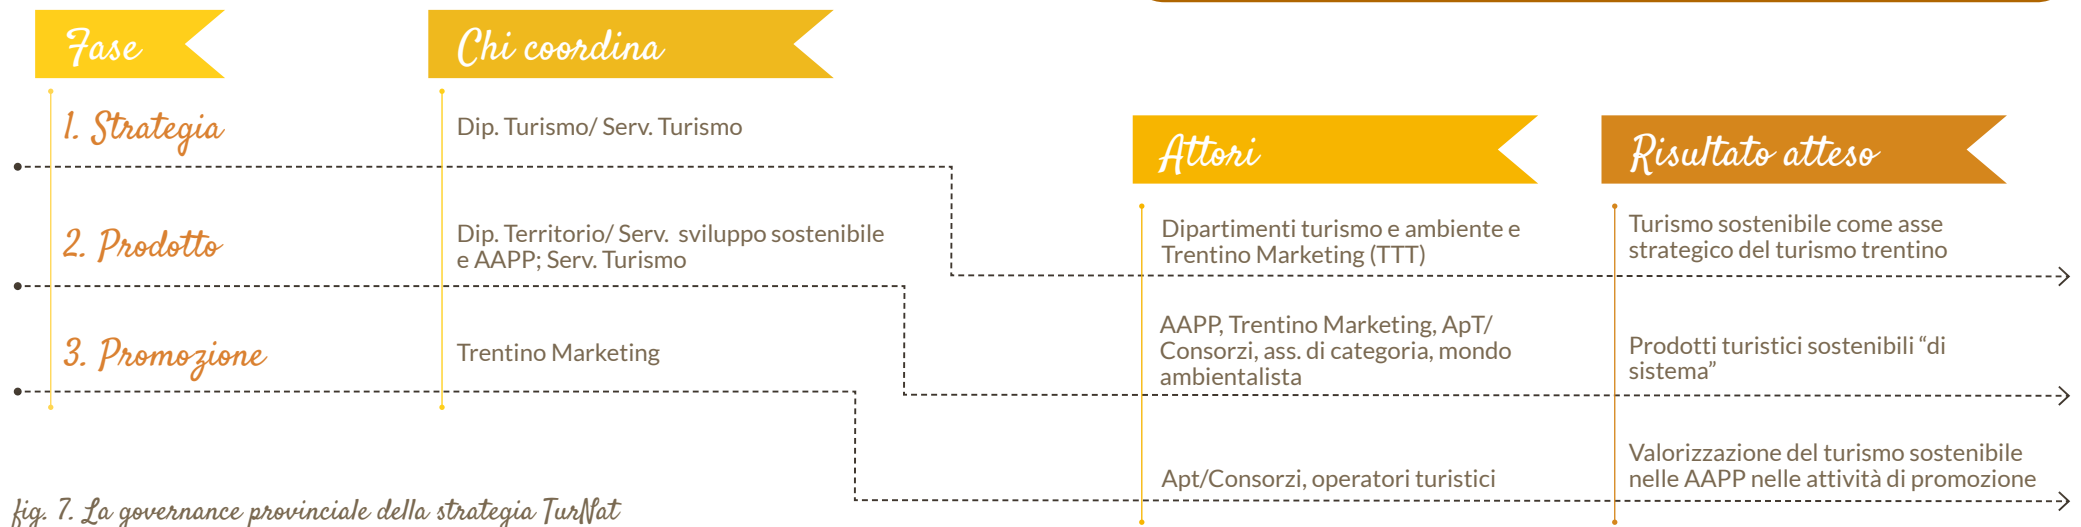 Fase
Chi coordina
1. Strategia
Dip. Turismo/ Serv. Turismo
Attori
Risultato atteso
Dipartimenti turismo e ambiente e
Trentino Marketing (TTT)
Turismo sostenibile come asse
strategico del turismo trentino
2. Prodotto
Dip. Territorio/ Serv. sviluppo sostenibile
e AAPP; Serv. Turismo
AAPP, Trentino Marketing, ApT/
Consorzi, ass. di categoria, mondo
ambientalista
Prodotti turistici sostenibili “di
sistema”
3. Promozione
Trentino Marketing
Apt/Consorzi, operatori turistici
Valorizzazione del turismo sostenibile
nelle AAPP nelle attività di promozione
fig. 7. La governance provinciale della strategia TurNat